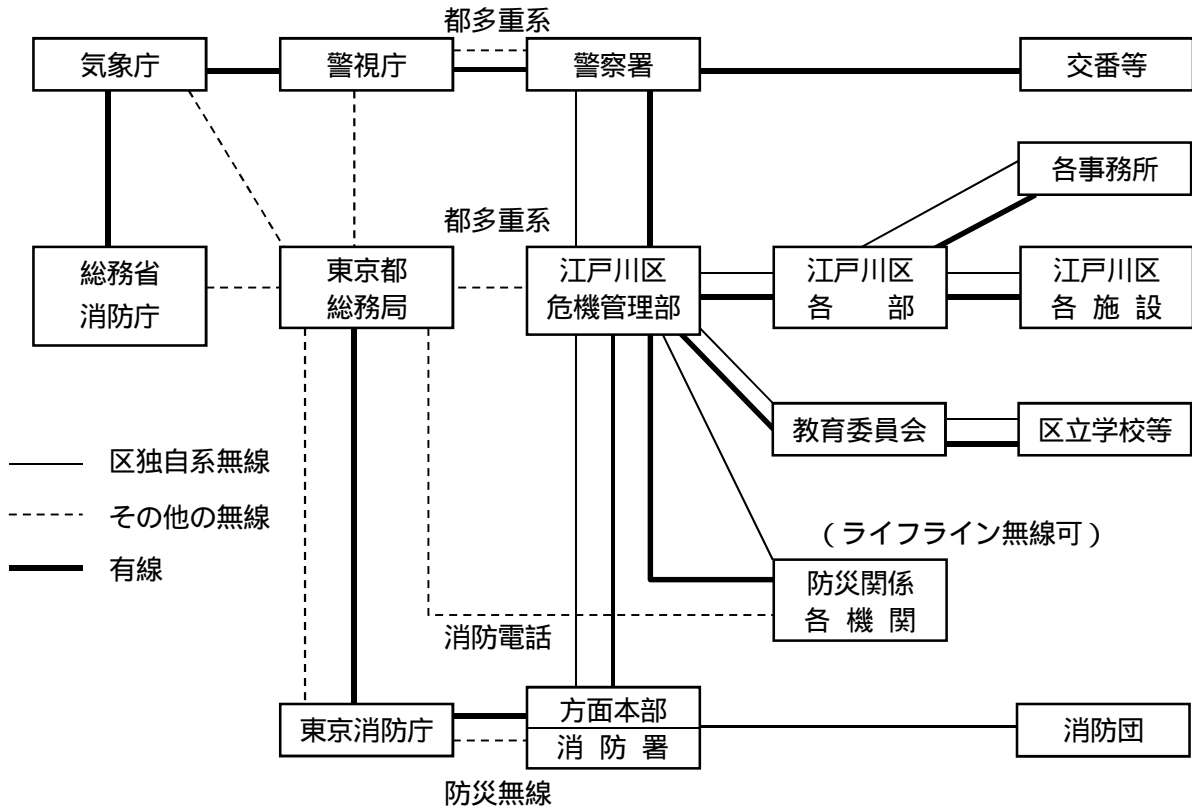 都多重系
気象庁
警視庁
警察署
交番等
各事務所
都多重系
総務省
消防庁
東京都
総務局
江戸川区
危機管理部
江戸川区
各　部
江戸川区
各 施 設
教育委員会
区立学校等
区独自系無線
その他の無線
有線
（ライフライン無線可）
防災関係
各 機 関
消防電話
東京消防庁
方面本部
消 防 署
消防団
防災無線